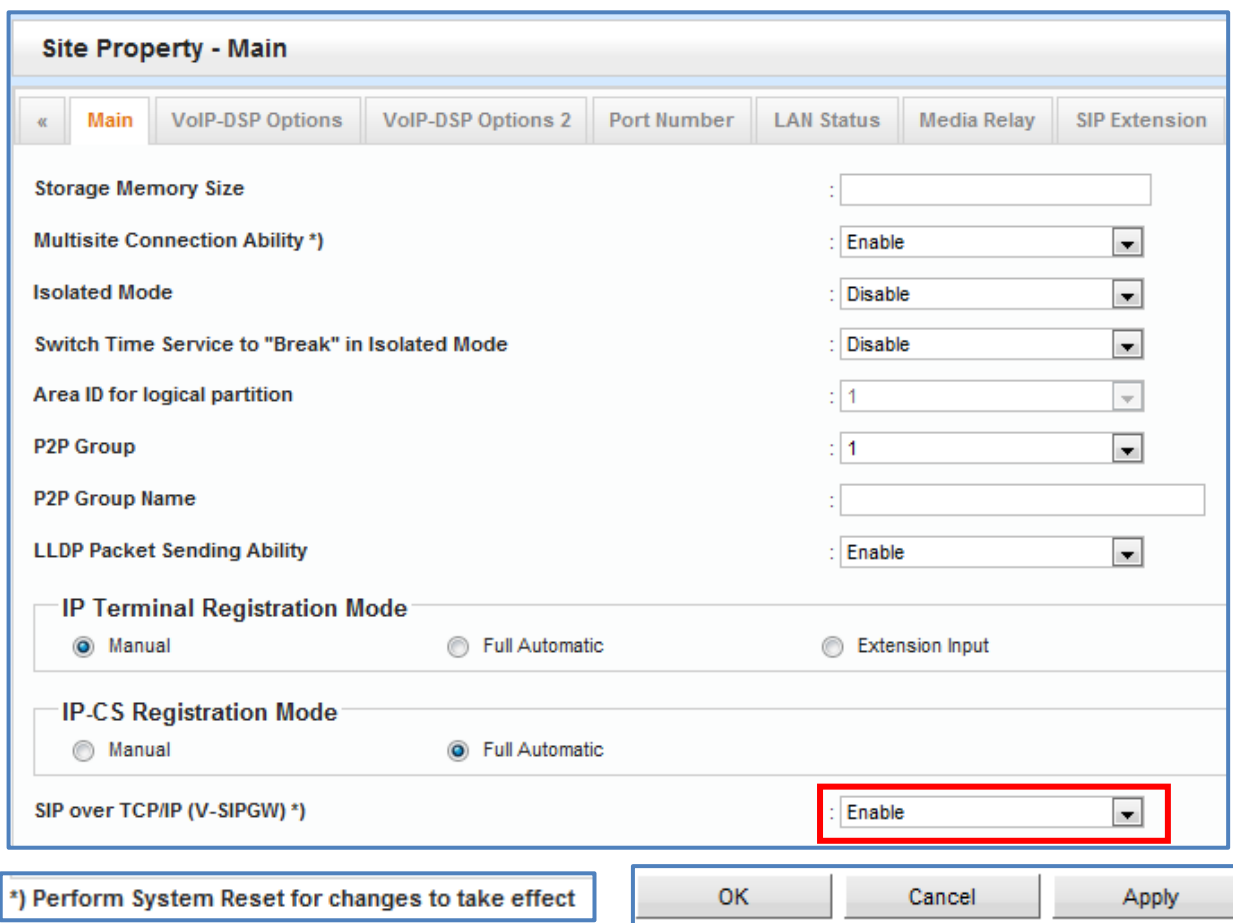 Site Property - Main
« Main VoIP-DSP Options VoIP-DSP Options 2 Port Number LAN Status Media Relay SIP Extension
Storage Memory Size :
Multisite Connection Ability *) : Enable
Isolated Mode : Disable
Switch Time Service to "Break" in Isolated Mode : Disable
Area ID for logical partition : 1
P2P Group : 1
P2P Group Name :
LLDP Packet Sending Ability : Enable
IP Terminal Registration Mode
Manual Full Automatic Extension Input
IP-CS Registration Mode
Manual Full Automatic
SIP over TCP/IP (V-SIPGW) *) : Enable
*) Perform System Reset for changes to take effect
OK Cancel Apply